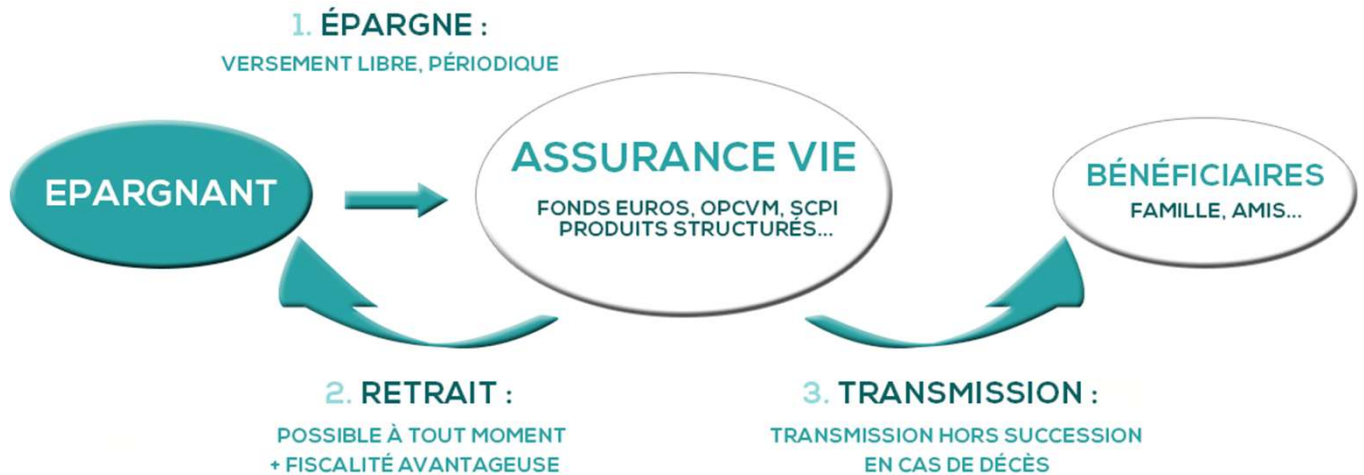 1. ÉPARGNE :
VERSEMENT LIBRE, PÉRIODIQUE
EPARGNANT
ASSURANCE VIE
FONDS EUROS, OPCVM, SCPI
PRODUITS STRUCTURÉS...
BÉNÉFICIAIRES
FAMILLE, AMIS...
2. RETRAIT :
POSSIBLE À TOUT MOMENT
+ FISCALITÉ AVANTAGEUSE
3. TRANSMISSION :
TRANSMISSION HORS SUCCESSION
EN CAS DE DÉCÈS